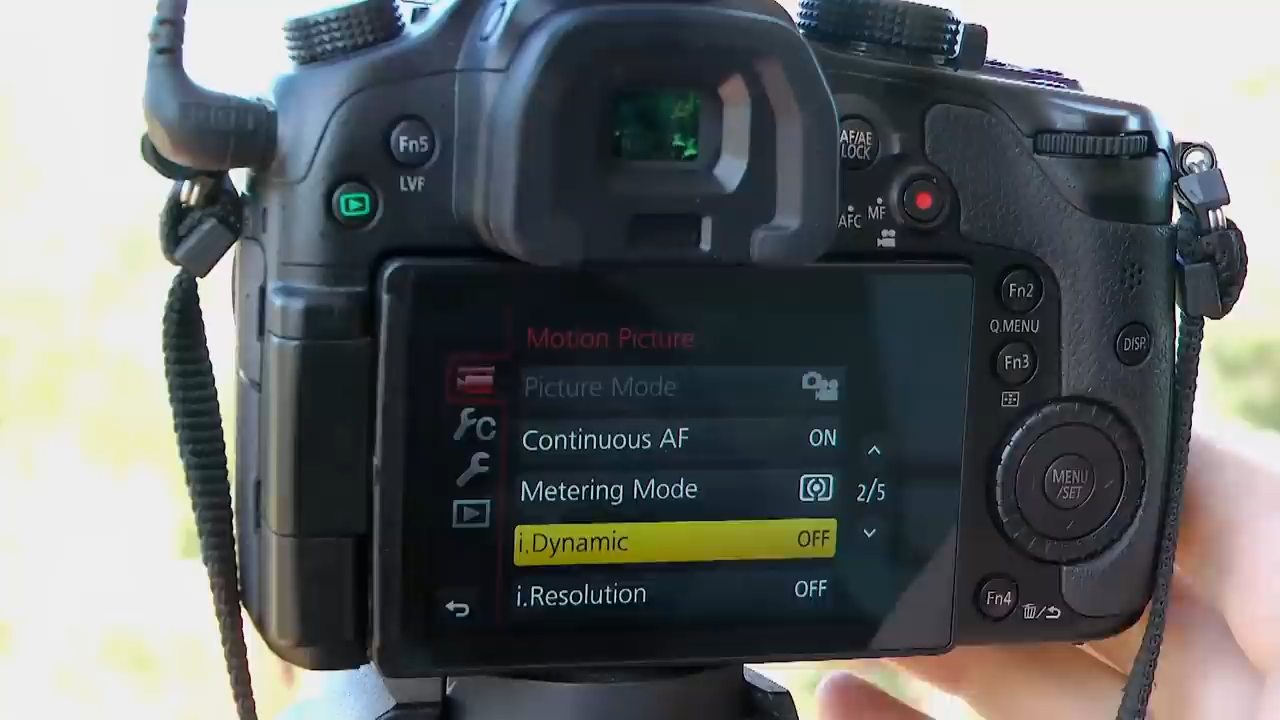 Fn5
LVF
AF/AE
LOCK
AFC
MF
Fn2
Q.MENU
Fn3
DISP.
MENU
/SET
Fn4
Motion Picture
Picture Mode
Continuous AF ON
Metering Mode
2/5
i.Dynamic OFF
i.Resolution OFF
C